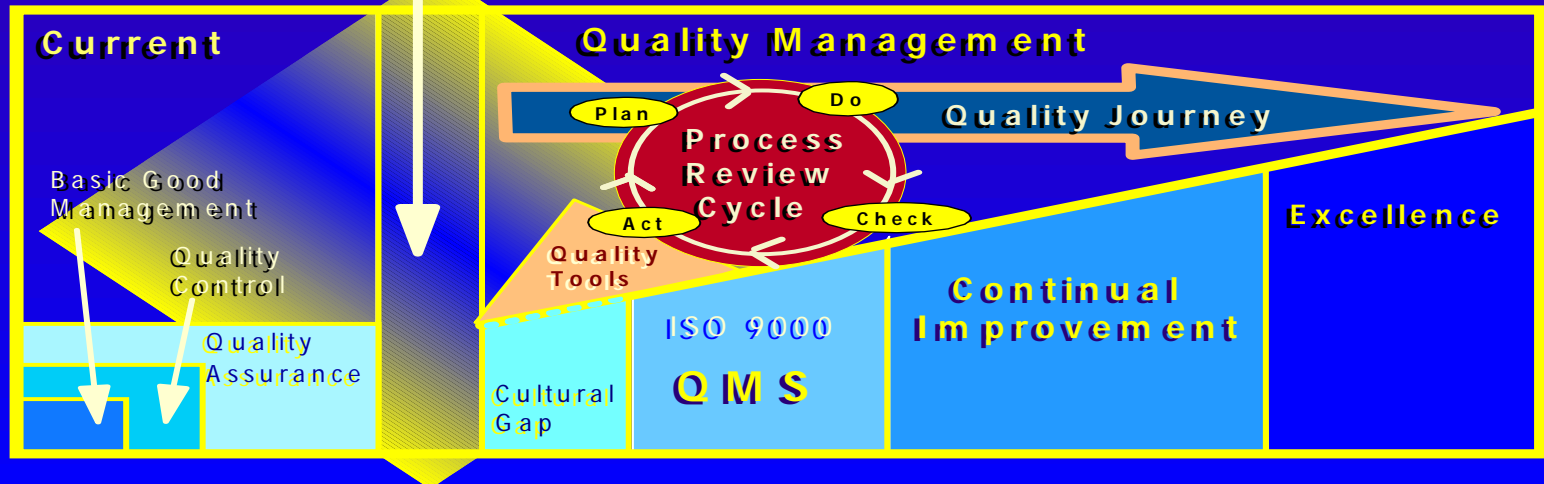 Current
Quality Management
Plan
Do
Quality Journey
Process
Review
Cycle
Basic Good
Management
Act
Check
Excellence
Quality
Control
Quality
Tools
Continual
Improvement
ISO 9000
QMS
Quality
Assurance
Cultural
Gap